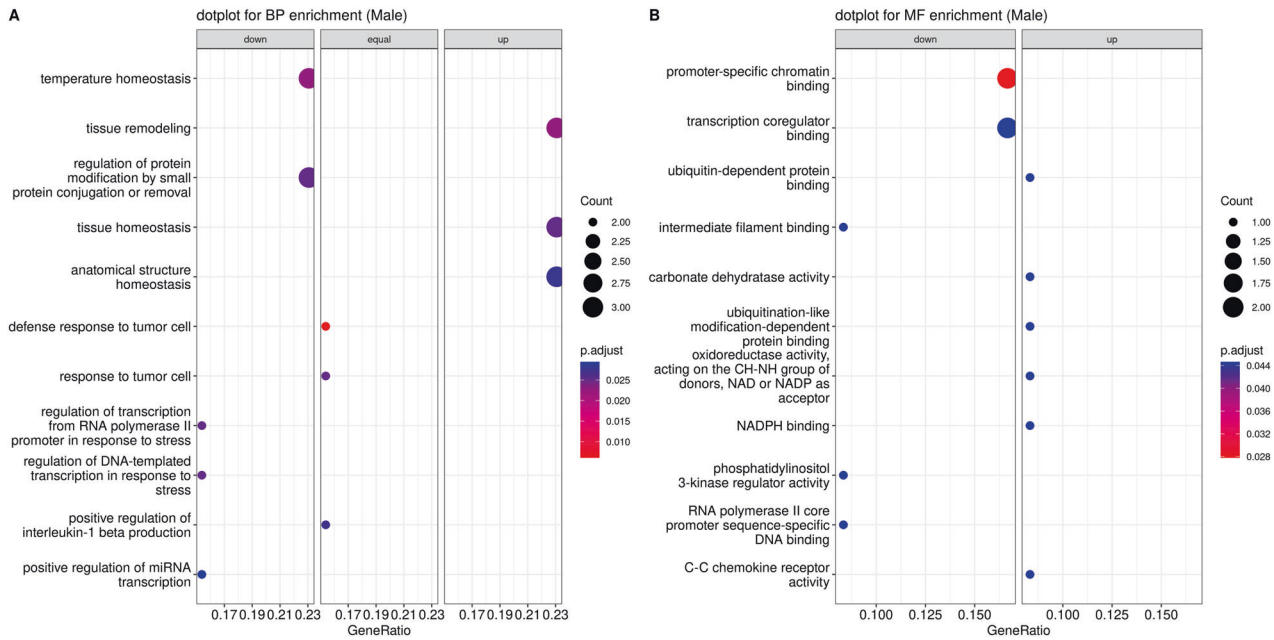 A
dotplot for BP enrichment (Male)
down
equal
up
temperature homeostasis
tissue remodeling
regulation of protein
modification by small
protein conjugation or removal
tissue homeostasis
anatomical structure
homeostasis
defense response to tumor cell
response to tumor cell
regulation of transcription
from RNA polymerase II
promoter in response to stress
regulation of DNA-templated
transcription in response to
stress
positive regulation of
interleukin-1 beta production
positive regulation of miRNA
transcription
0.17 0.19 0.21 0.23
0.17 0.19 0.21 0.23
0.17 0.19 0.21 0.23
GeneRatio
Count
2.00
2.25
2.50
2.75
3.00
p.adjust
0.025
0.020
0.015
0.010
B
dotplot for MF enrichment (Male)
down
up
promoter-specific chromatin
binding
transcription coregulator
binding
ubiquitin-dependent protein
binding
intermediate filament binding
carbonate dehydratase activity
ubiquitination-like
modification-dependent
protein binding
oxidoreductase activity,
acting on the CH-NH group of
donors, NAD or NADP as
acceptor
NADPH binding
phosphatidylinositol
3-kinase regulator activity
RNA polymerase II core
promoter sequence-specific
DNA binding
C-C chemokine receptor
activity
0.100 0.125 0.150
0.100 0.125 0.150
GeneRatio
Count
1.00
1.25
1.50
1.75
2.00
p.adjust
0.044
0.040
0.036
0.032
0.028